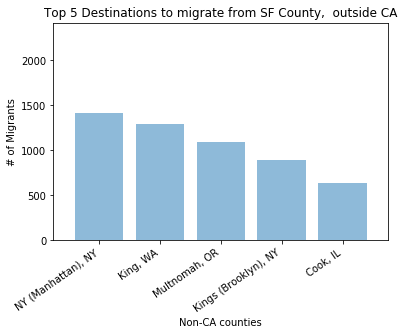 Top 5 Destinations to migrate from SF County,  outside CA
# of Migrants
2000
1500
1000
500
0
NY (Manhattan), NY
King, WA
Multnomah, OR
Kings (Brooklyn), NY
Cook, IL
Non-CA counties